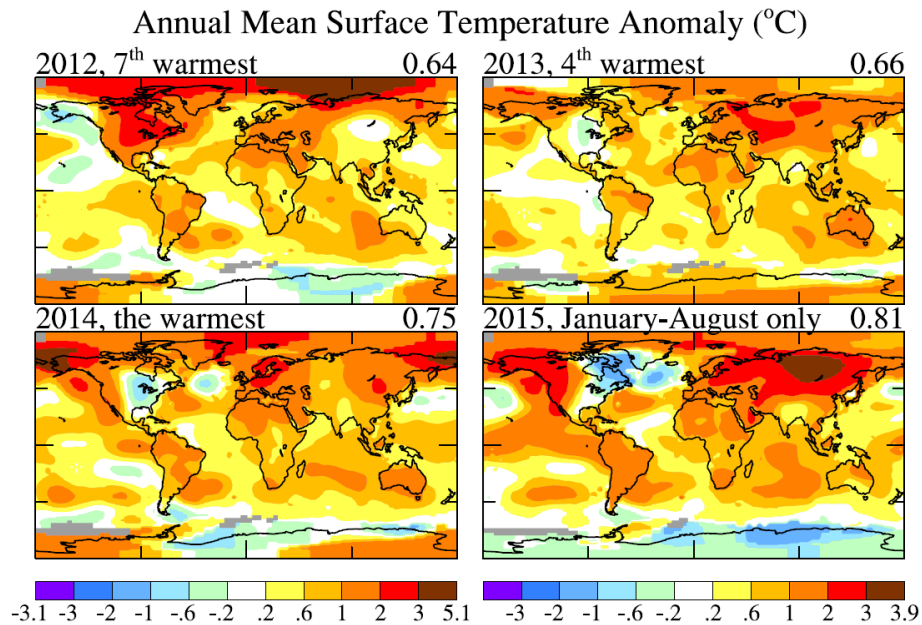 Annual Mean Surface Temperature Anomaly (°C)
2012, 7th warmest 0.64
2013, 4th warmest 0.66
2014, the warmest 0.75
2015, January-August only 0.81
-3.1 -3 -2 -1 -.6 -.2 .2 .6 1 2 3 5.1
-3 -2 -1 -.6 -.2 .2 .6 1 2 3 3.9